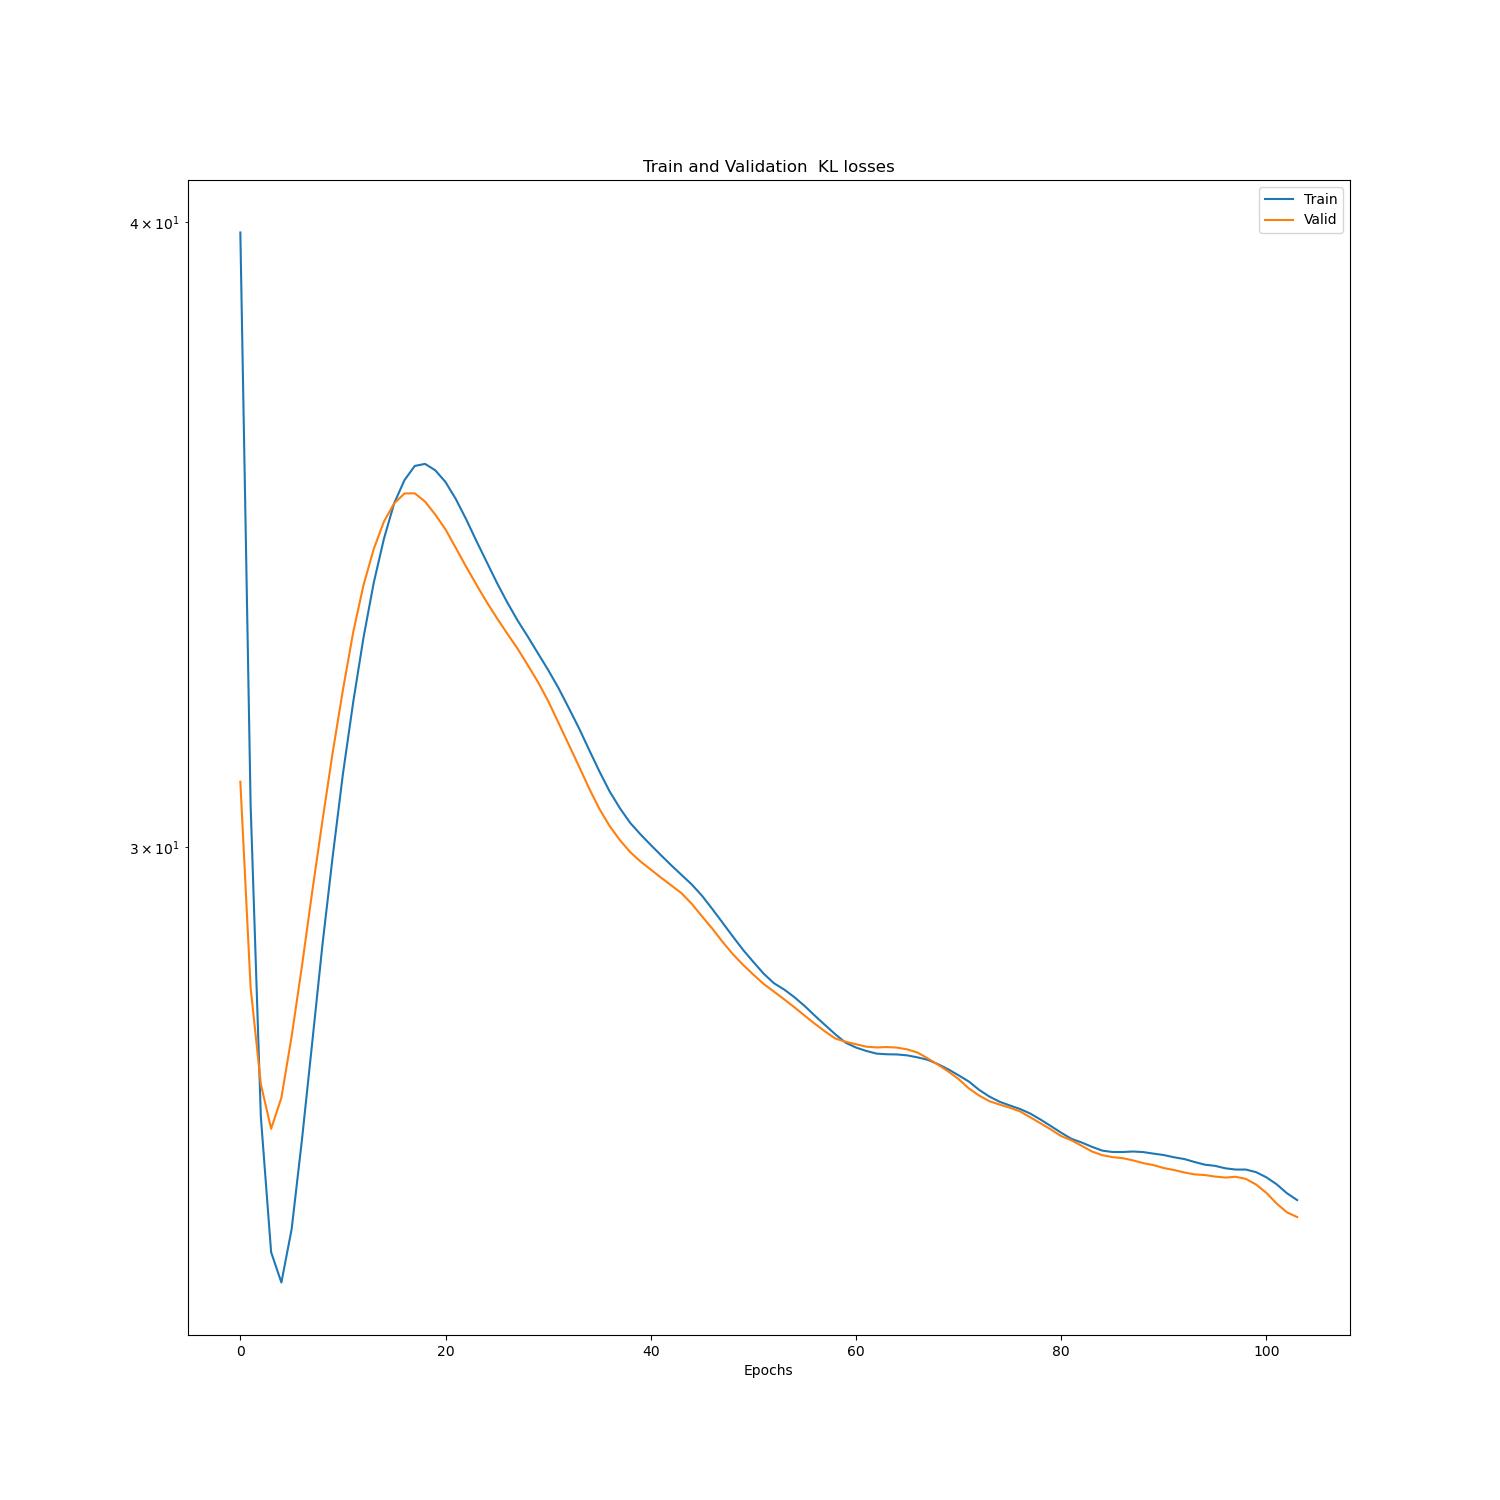 Train and Validation  KL losses
Train
Valid
4 × 10¹
3 × 10¹
0 20 40 60 80 100
Epochs